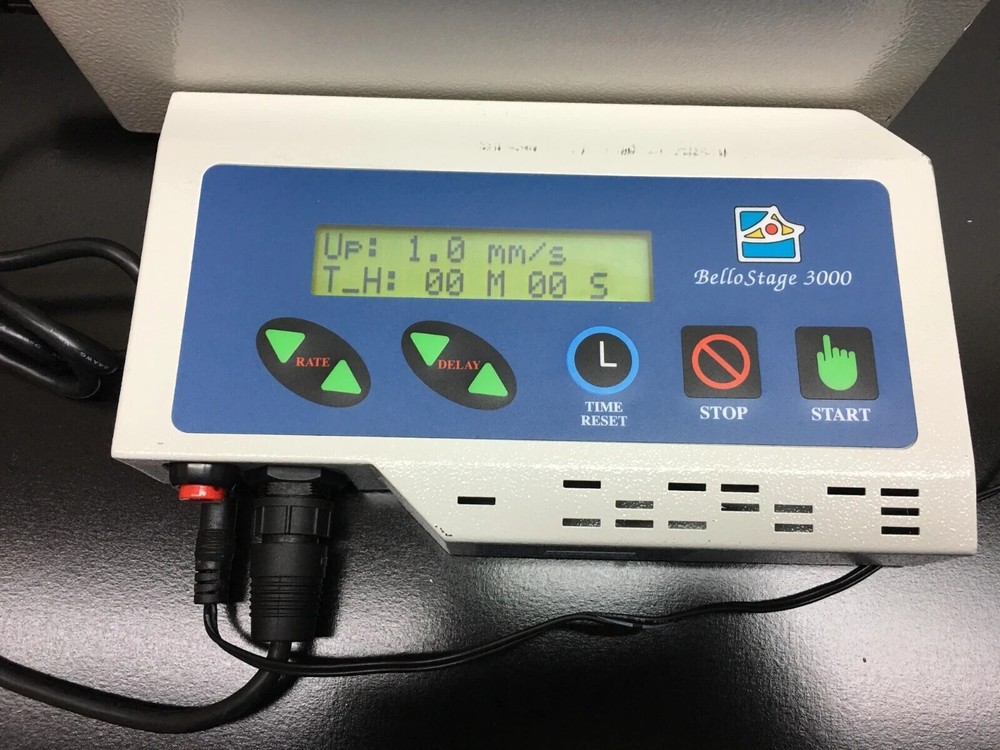 Up: 1.0 mm/s
T_H: 00 M 00 S
BelloStage 3000
RATE
DELAY
TIME
RESET
STOP
START